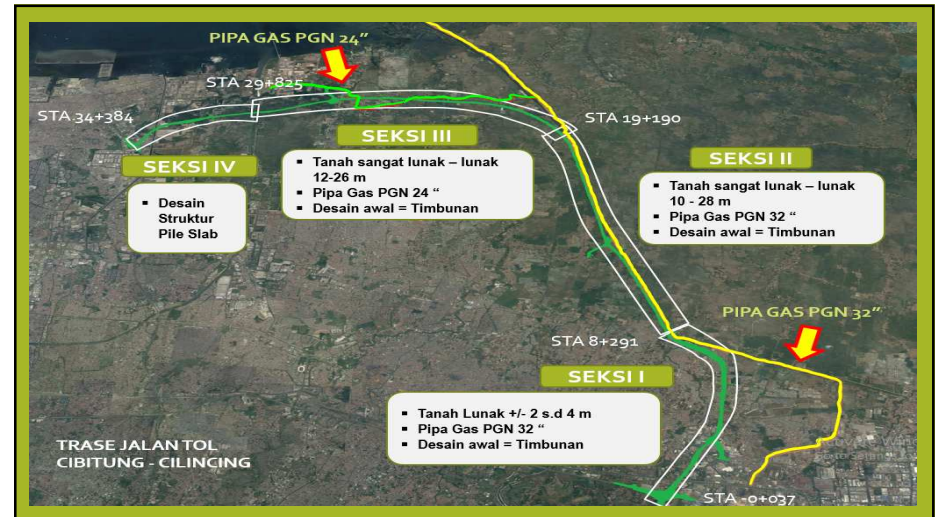 PIPA GAS PGN 24”
STA 29+825
STA.34+384
STA 19+190
SEKSI III
▪ Tanah sangat lunak – lunak
12-26 m
▪ Pipa Gas PGN 24 “
▪ Desain awal = Timbunan
SEKSI IV
▪ Desain
Struktur
Pile Slab
SEKSI II
▪ Tanah sangat lunak – lunak
10 - 28 m
▪ Pipa Gas PGN 32 “
▪ Desain awal = Timbunan
PIPA GAS PGN 32”
STA 8+291
SEKSI I
▪ Tanah Lunak +/- 2 s.d 4 m
▪ Pipa Gas PGN 32 “
▪ Desain awal = Timbunan
TRASE JALAN TOL
CIBITUNG - CILINCING
STA -0+037